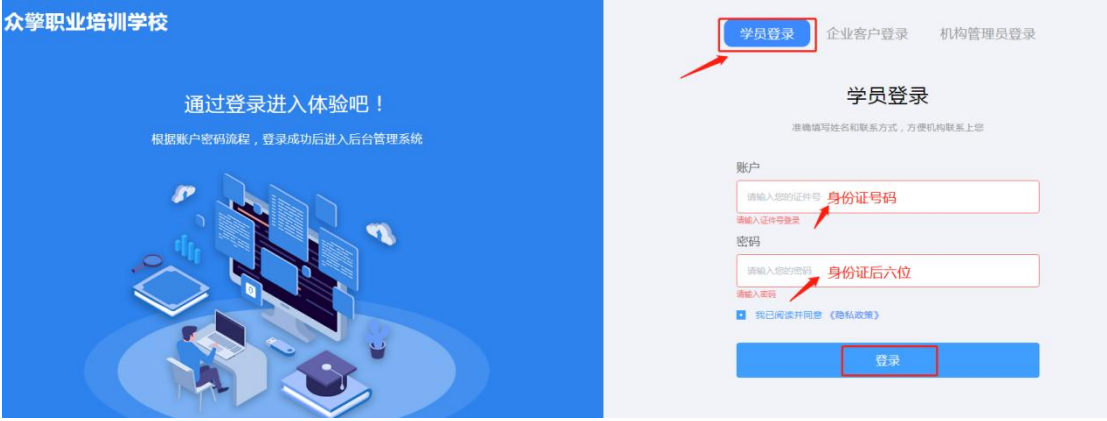 众擎职业培训学校
通过登录进入体验吧！
根据账户密码流程，登录成功后进入后台管理系统
学员登录 企业客户登录 机构管理员登录
学员登录
准确填写姓名和联系方式，方便机构联系上您
账户
请输入您的证件号 身份证号码
请输入证件号登录
密码
请输入您的密码 身份证后六位
请输入密码
我已阅读并同意《隐私政策》
登录